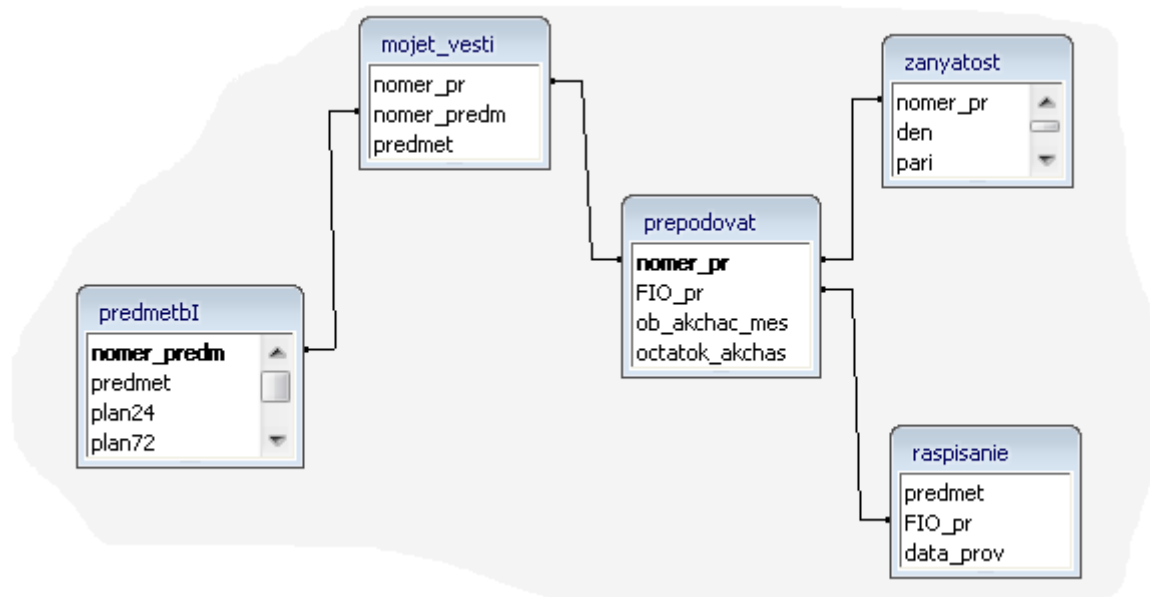 mojet_vesti
nomer_pr
nomer_predm
predmet
zanyatost
nomer_pr
den
pari
prepodovat
nomer_pr
FIO_pr
ob_akchac_mes
octatok_akchas
predmetbI
nomer_predm
predmet
plan24
plan72
raspisanie
predmet
FIO_pr
data_prov